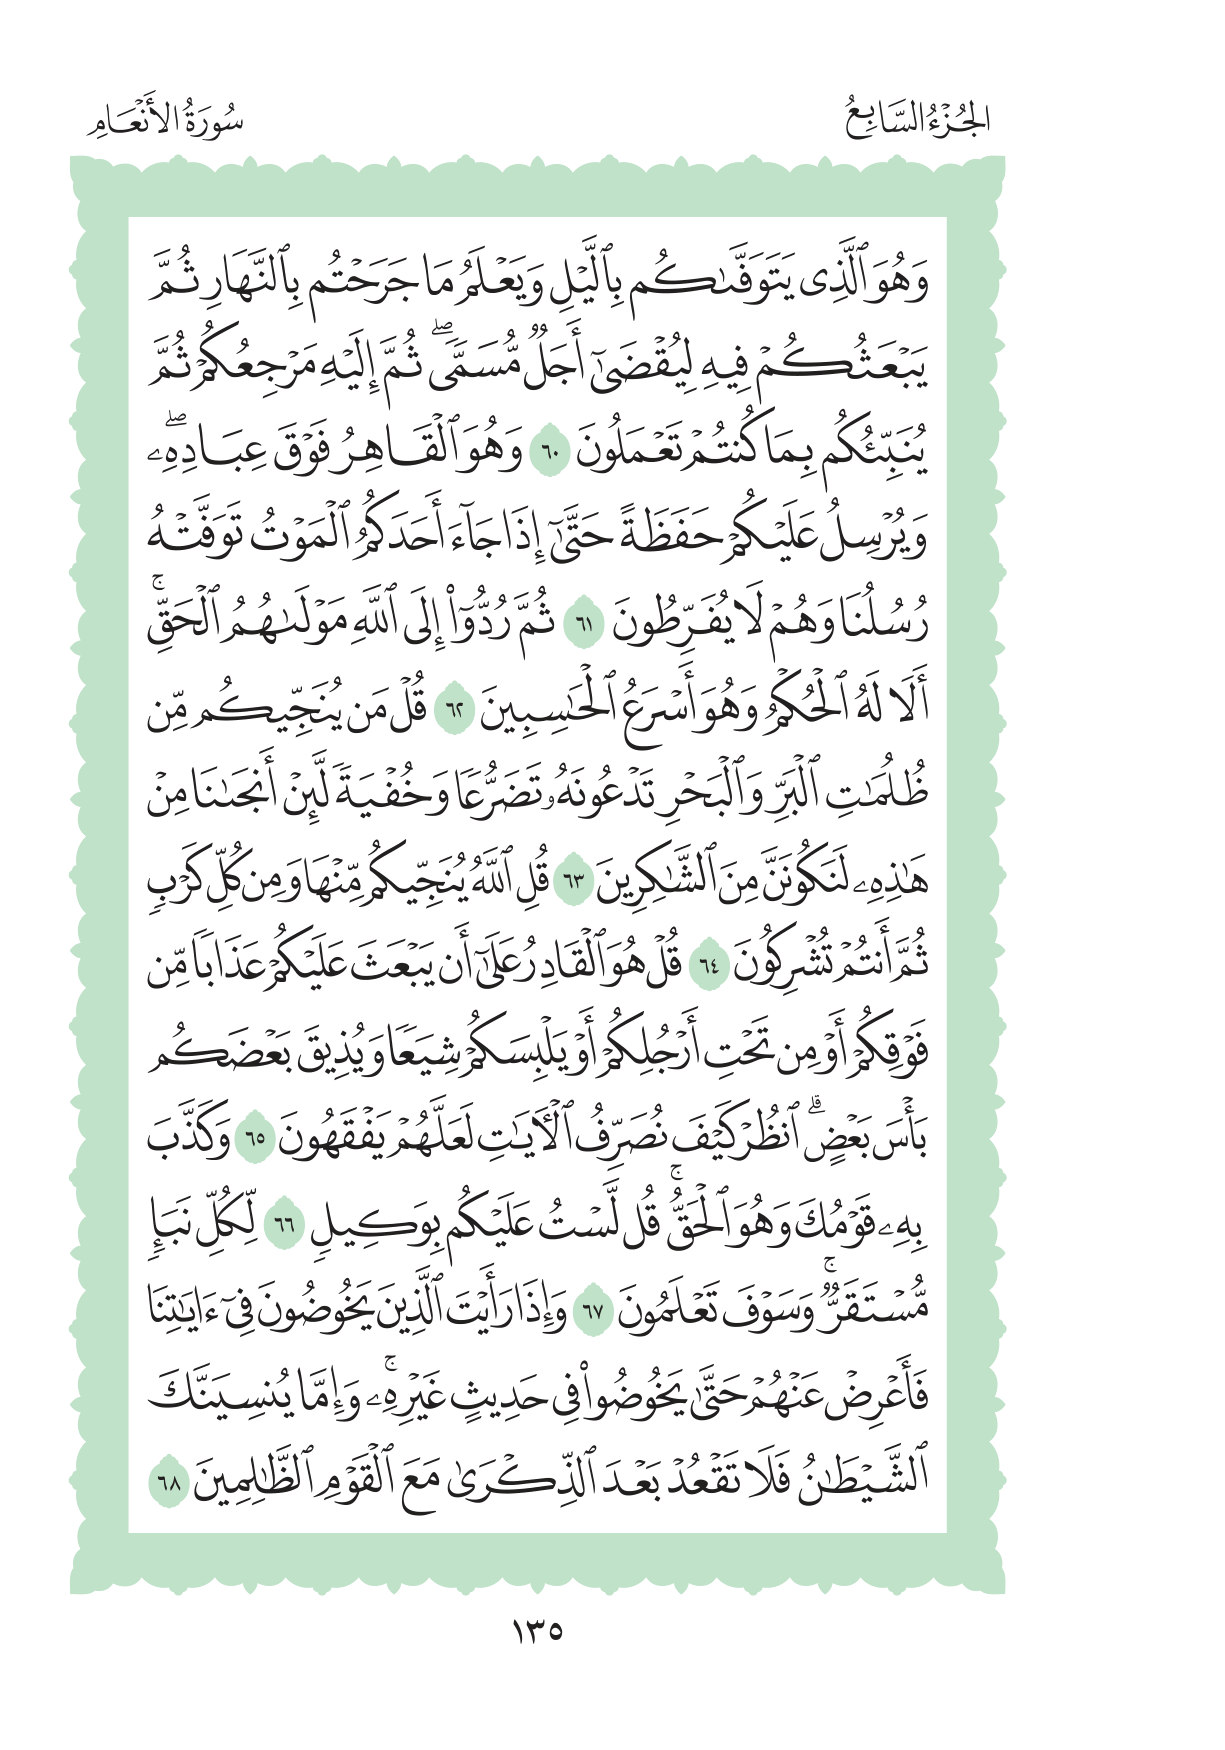 الجُزْءُ السَّابِعُ
سُورَةُ الأَنْعَامِ
وَهُوَ ٱلَّذِى يَتَوَفَّىٰكُم بِٱلَّيْلِ وَيَعْلَمُ مَا جَرَحْتُم بِٱلنَّهَارِ ثُمَّ
يَبْعَثُكُمْ فِيهِ لِيُقْضَىٰٓ أَجَلٌ مُّسَمًّى ۖ ثُمَّ إِلَيْهِ مَرْجِعُكُمْ ثُمَّ
يُنَبِّئُكُم بِمَا كُنتُمْ تَعْمَلُونَ ٦٠ وَهُوَ ٱلْقَاهِرُ فَوْقَ عِبَادِهِۦ ۖ
وَيُرْسِلُ عَلَيْكُمْ حَفَظَةً حَتَّىٰٓ إِذَا جَآءَ أَحَدَكُمُ ٱلْمَوْتُ تَوَفَّتْهُ
رُسُلُنَا وَهُمْ لَا يُفَرِّطُونَ ٦١ ثُمَّ رُدُّوٓا۟ إِلَى ٱللَّهِ مَوْلَىٰهُمُ ٱلْحَقِّ ۚ
أَلَا لَهُ ٱلْحُكْمُ وَهُوَ أَسْرَعُ ٱلْحَٰسِبِينَ ٦٢ قُلْ مَن يُنَجِّيكُم مِّن
ظُلُمَٰتِ ٱلْبَرِّ وَٱلْبَحْرِ تَدْعُونَهُۥ تَضَرُّعًا وَخُفْيَةً لَّئِنْ أَنجَىٰنَا مِنْ
هَٰذِهِۦ لَنَكُونَنَّ مِنَ ٱلشَّٰكِرِينَ ٦٣ قُلِ ٱللَّهُ يُنَجِّيكُم مِّنْهَا وَمِن كُلِّ كَرْبٍ
ثُمَّ أَنتُمْ تُشْرِكُونَ ٦٤ قُلْ هُوَ ٱلْقَادِرُ عَلَىٰٓ أَن يَبْعَثَ عَلَيْكُمْ عَذَابًا مِّن
فَوْقِكُمْ أَوْ مِن تَحْتِ أَرْجُلِكُمْ أَوْ يَلْبِسَكُمْ شِيَعًا وَيُذِيقَ بَعْضَكُم
بَأْسَ بَعْضٍ ۗ ٱنظُرْ كَيْفَ نُصَرِّفُ ٱلْءَايَٰتِ لَعَلَّهُمْ يَفْقَهُونَ ٦٥ وَكَذَّبَ
بِهِۦ قَوْمُكَ وَهُوَ ٱلْحَقُّ ۚ قُل لَّسْتُ عَلَيْكُم بِوَكِيلٍ ٦٦ لِّكُلِّ نَبَإٍ
مُّسْتَقَرٌّ ۚ وَسَوْفَ تَعْلَمُونَ ٦٧ وَإِذَا رَأَيْتَ ٱلَّذِينَ يَخُوضُونَ فِىٓ ءَايَٰتِنَا
فَأَعْرِضْ عَنْهُمْ حَتَّىٰ يَخُوضُوا۟ فِى حَدِيثٍ غَيْرِهِۦ ۚ وَإِمَّا يُنسِيَنَّكَ
ٱلشَّيْطَٰنُ فَلَا تَقْعُدْ بَعْدَ ٱلذِّكْرَىٰ مَعَ ٱلْقَوْمِ ٱلظَّٰلِمِينَ ٦٨
١٣٥